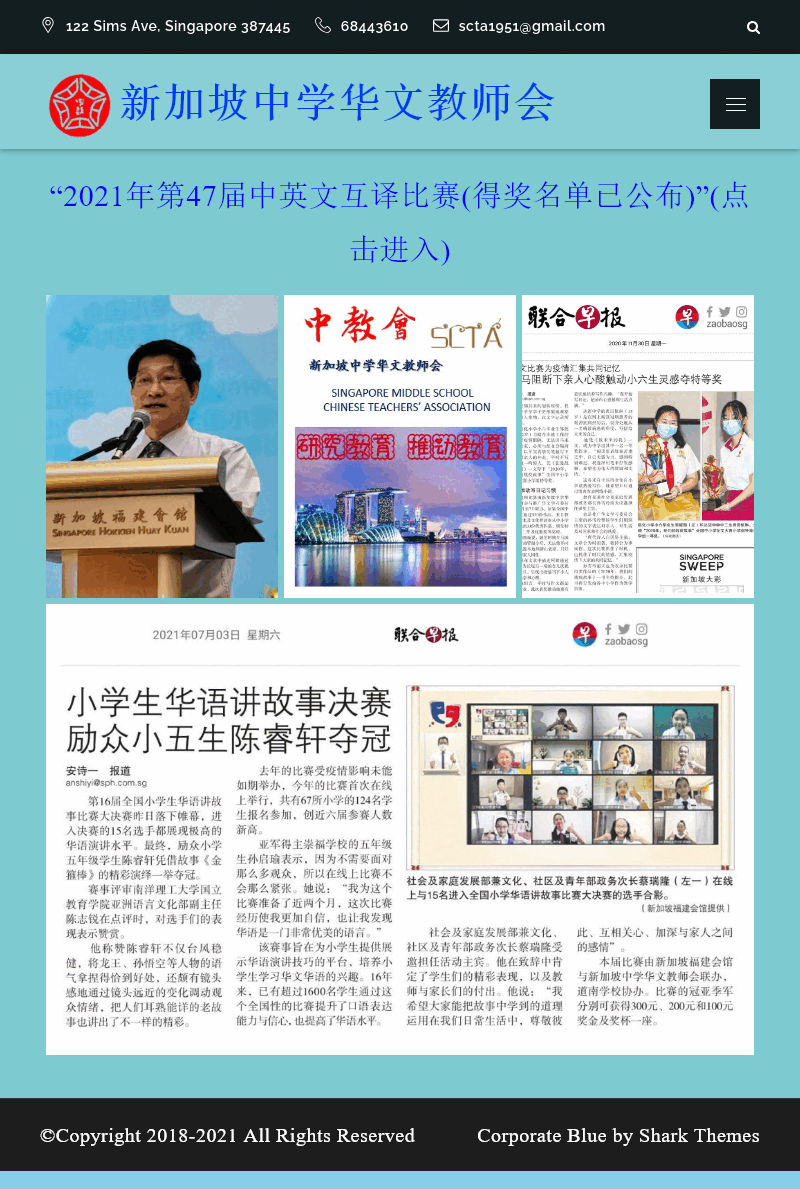 122 Sims Ave, Singapore 387445 68443610 scta1951@gmail.com
新加坡中学华文教师会
“2021年第47届中英文互译比赛(得奖名单已公布)”(点
击进入)
新加坡福建會館
SINGAPORE HOKKIEN HUAY KUAN
中教會 SCTA
新加坡中学华文教师会
SINGAPORE MIDDLE SCHOOL
CHINESE TEACHERS’ ASSOCIATION
研究教育 推动教育
联合早报
zaobaosg
2020年11月30日 星期一
文比赛为疫情汇集共同记忆
马阻断下亲人心酸触动小六生灵感夺特等奖
SINGAPORE
SWEEP
新加坡大彩
2021年07月03日 星期六
联合早报
zaobaosg
小学生华语讲故事决赛
励众小五生陈睿轩夺冠
安诗一 报道
anshiyi@sph.com.sg
第16届全国小学生华语讲故
事比赛大决赛昨日落下帷幕，进
入决赛的15名选手都展现极高的
华语演讲水平。最终，励众小学
五年级学生陈睿轩凭借故事《金
箍棒》的精彩演绎一举夺冠。
赛事评审南洋理工大学国立
教育学院亚洲语言文化部副主任
陈志锐在点评时，对选手们的表
现表示赞赏。
他称赞陈睿轩不仅台风稳
健，将龙王、孙悟空等人物的语
气拿捏得恰到好处，还颇有镜头
感地通过镜头远近的变化调动观
众情绪，把人们耳熟能详的老故
事也讲出了不一样的精彩。
去年的比赛受疫情影响未能
如期举办，今年的比赛首次在线
上举行，共有67所小学的124名学
生报名参加，创近六届参赛人数
新高。
亚军得主崇福学校的五年级
生孙启瑜表示，因为不需要面对
那么多观众，所以在线上比赛不
会那么紧张。她说：“我为这个
比赛准备了近两个月，这次比赛
经历使我更加自信，也让我发现
华语是一门非常优美的语言。”
该赛事旨在为小学生提供展
示华语演讲技巧的平台，培养小
学生学习华文华语的兴趣。16年
来，已有超过1600名学生通过这
个全国性的比赛提升了口语表达
能力与信心，也提高了华语水平。
社会及家庭发展部兼文化、社区及青年部政务次长蔡瑞隆（左一）在线
上与15名进入全国小学华语讲故事比赛大决赛的选手合影。
（新加坡福建会馆提供）
社会及家庭发展部兼文化、
社区及青年部政务次长蔡瑞隆受
邀担任活动主宾。他在致辞中肯
定了学生们的精彩表现，以及教
师与家长们的付出。他说：“我
希望大家能把故事中学到的道理
运用在我们日常生活中，尊敬彼
此、互相关心、加深与家人之间
的感情”。
本届比赛由新加坡福建会馆
与新加坡中学华文教师会联办，
道南学校协办。比赛的冠亚季军
分别可获得300元、200元和100元
奖金及奖杯一座。
©Copyright 2018-2021 All Rights Reserved Corporate Blue by Shark Themes